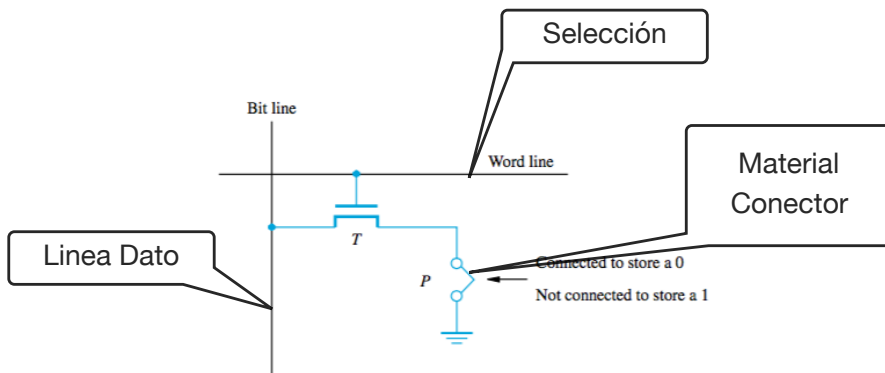 Selección
Bit line
Word line
Material
Conector
T
Linea Dato
Connected to store a 0
P
Not connected to store a 1